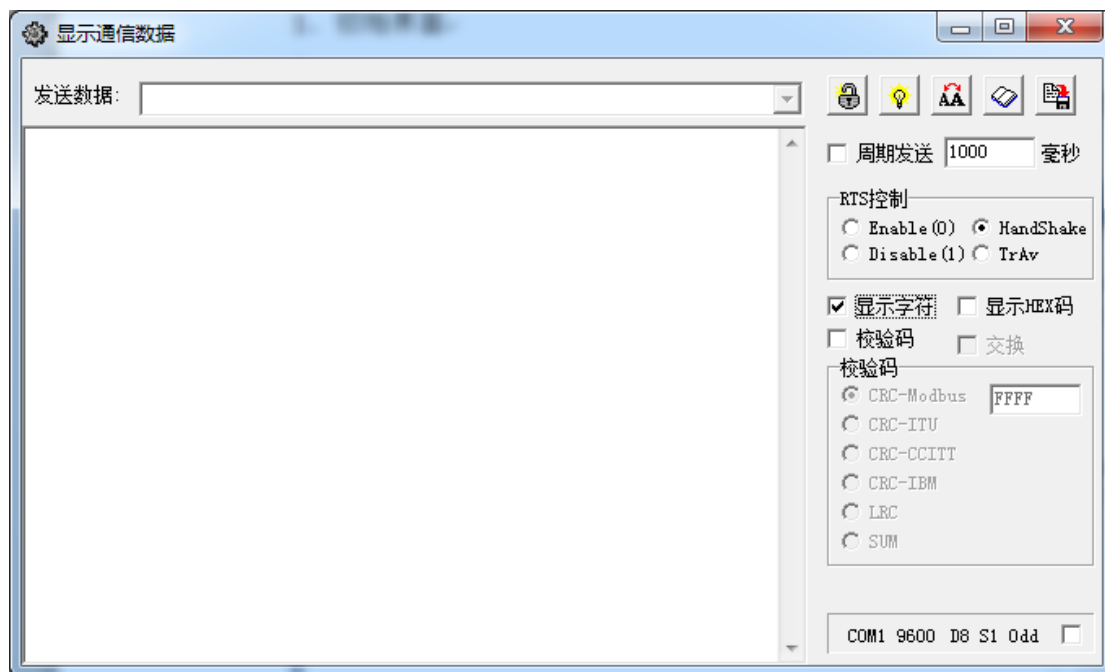 显示通信数据
发送数据:
周期发送 1000 毫秒
RTS控制
Enable(0) HandShake
Disable(1) TrAv
显示字符 显示HEX码
校验码 交换
校验码
CRC-Modbus FFFF
CRC-ITU
CRC-CCITT
CRC-IBM
LRC
SUM
COM1 9600 D8 S1 Odd